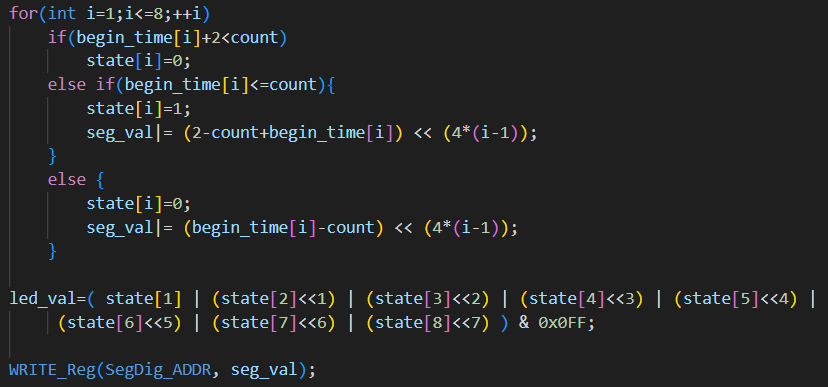 for(int i=1;i<=8;++i)
    if(begin_time[i]+2<count)
        state[i]=0;
    else if(begin_time[i]<=count){
        state[i]=1;
        seg_val|= (2-count+begin_time[i]) << (4*(i-1));
    }
    else {
        state[i]=0;
        seg_val|= (begin_time[i]-count) << (4*(i-1));
    }

led_val=( state[1] | (state[2]<<1) | (state[3]<<2) | (state[4]<<3) | (state[5]<<4) |
    (state[6]<<5) | (state[7]<<6) | (state[8]<<7) ) & 0x0FF;

WRITE_Reg(SegDig_ADDR, seg_val);